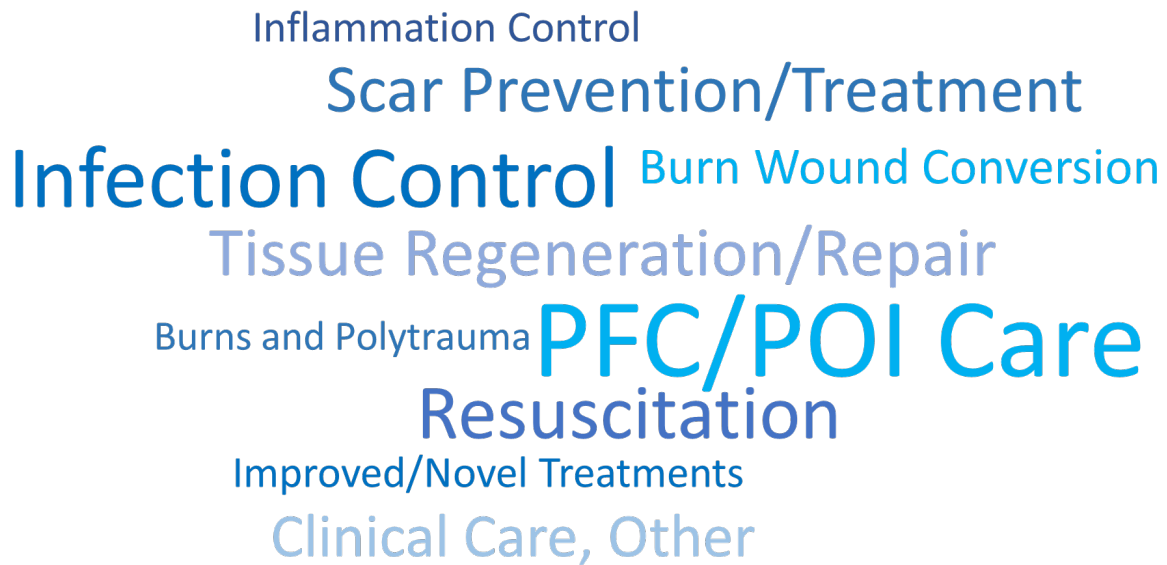 Inflammation Control
Scar Prevention/Treatment
Infection Control
Burn Wound Conversion
Tissue Regeneration/Repair
Burns and Polytrauma
PFC/POI Care
Resuscitation
Improved/Novel Treatments
Clinical Care, Other